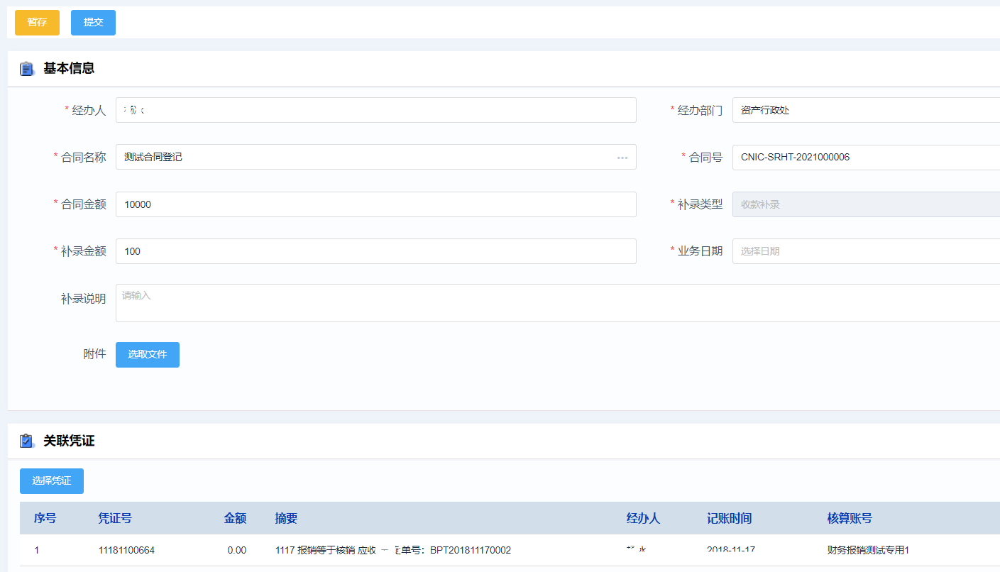 暂存 提交
基本信息
* 经办人 * 经办部门 资产行政处
* 合同名称 测试合同登记 ··· * 合同号 CNIC-SRHT-2021000006
* 合同金额 10000 * 补录类型 收款补录
* 补录金额 100 * 业务日期 选择日期
补录说明 请输入
附件 选取文件
关联凭证
选择凭证
序号 凭证号 金额 摘要 经办人 记账时间 核算账号
1 11181100664 0.00 1117 报销等于核销 应收 单号：BPT201811170002 2018-11-17 财务报销测试专用1